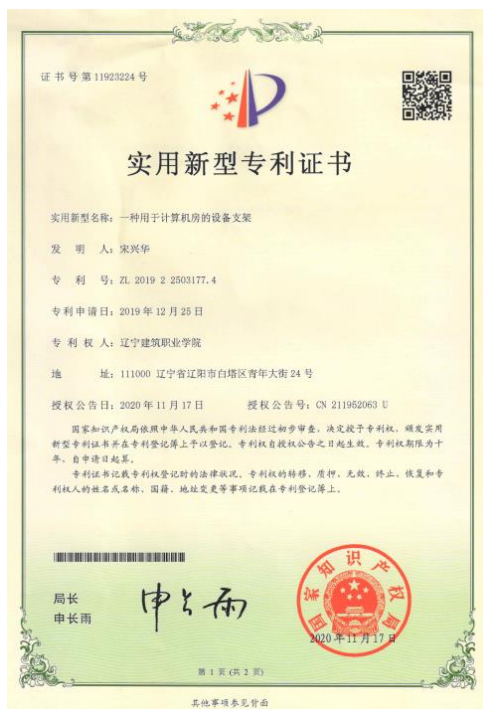 证书号第11923224号
实用新型专利证书
实用新型名称：一种用于计算机房的设备支架
发明人：宋兴华
专利号：ZL 2019 2 2503177.4
专利申请日：2019年12月25日
专利权人：辽宁建筑职业学院
地址：111000 辽宁省辽阳市白塔区青年大街24号
授权公告日：2020年11月17日 授权公告号：CN 211952063 U
国家知识产权局依照中华人民共和国专利法经过初步审查，决定授予专利权，颁发实用
新型专利证书并在专利登记簿上予以登记。专利权自授权公告之日起生效。专利权期限为十
年，自申请日起算。
专利证书记载专利权登记时的法律状况。专利权的转移、质押、无效、终止、恢复和专
利权人的姓名或名称、国籍、地址变更等事项记载在专利登记簿上。
局长
申长雨
申长雨
国家知识产权局
2020年11月17日
第1页(共2页)
其他事项参见背面